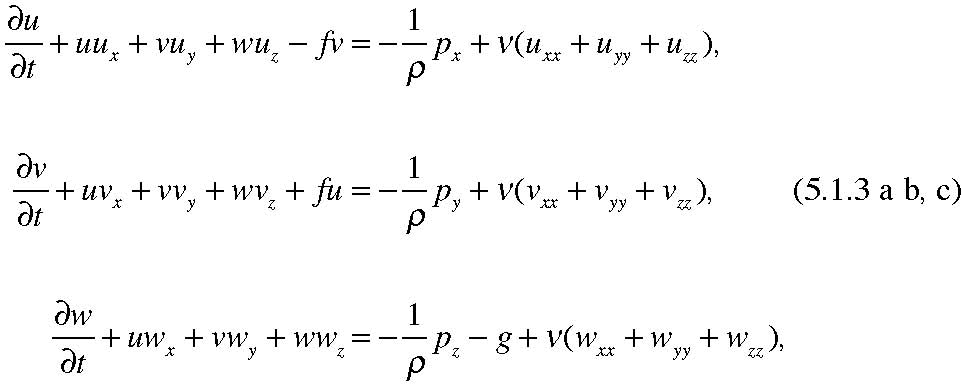 ∂u/∂t + uu_x + vu_y + wu_z − fv = −1/ρ p_x + ν(u_xx + u_yy + u_zz),
∂v/∂t + uv_x + vv_y + wv_z + fu = −1/ρ p_y + ν(v_xx + v_yy + v_zz), (5.1.3 a b, c)
∂w/∂t + uw_x + vw_y + ww_z = −1/ρ p_z − g + ν(w_xx + w_yy + w_zz),